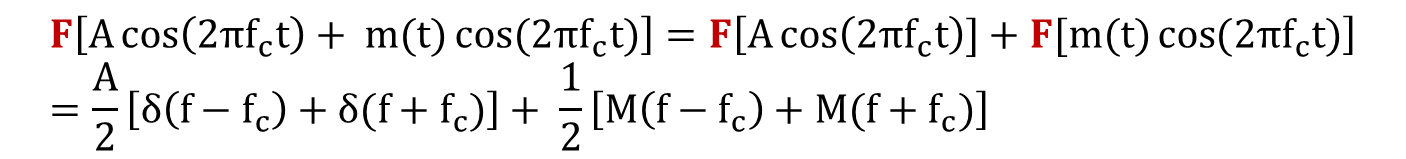 F[A cos(2πf_c t) + m(t) cos(2πf_c t)] = F[A cos(2πf_c t)] + F[m(t) cos(2πf_c t)]
= A/2 [δ(f − f_c) + δ(f + f_c)] + 1/2 [M(f − f_c) + M(f + f_c)]